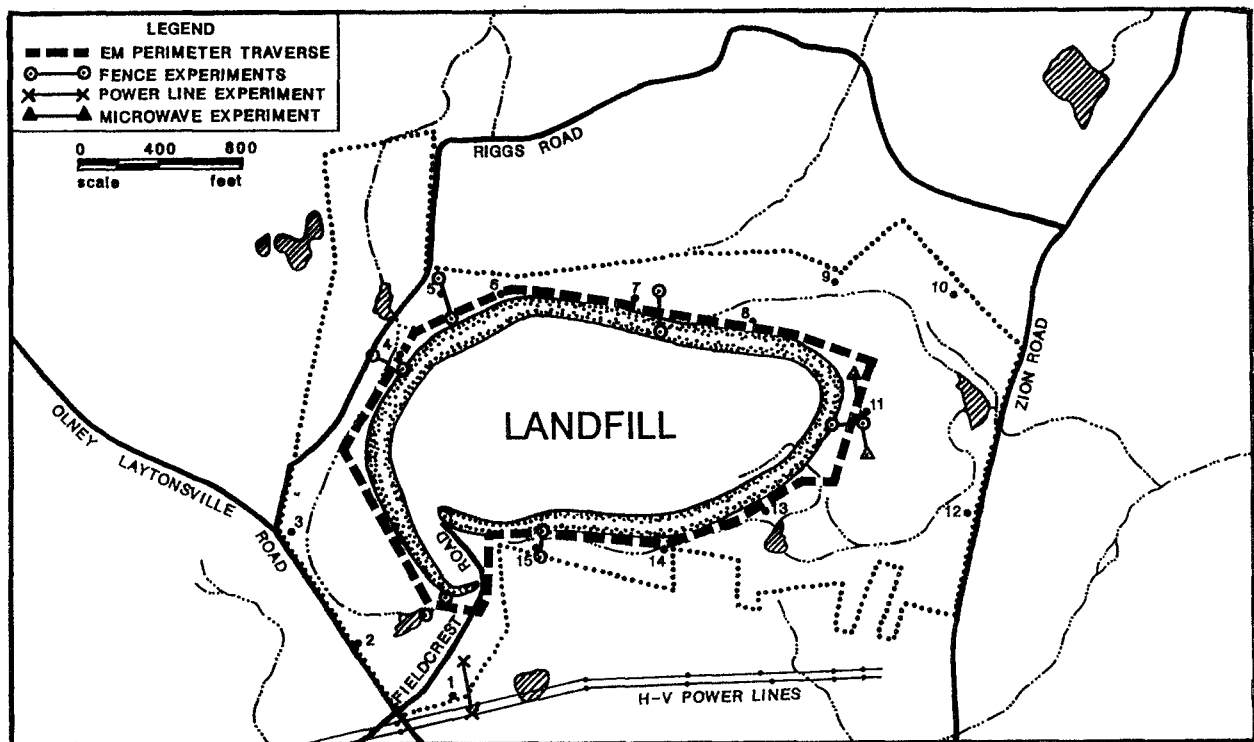 LEGEND
EM PERIMETER TRAVERSE
FENCE EXPERIMENTS
POWER LINE EXPERIMENT
MICROWAVE EXPERIMENT
0 400 800
scale feet
RIGGS ROAD
ZION ROAD
OLNEY LAYTONSVILLE ROAD
LANDFILL
ROAD
FIELDCREST
H-V POWER LINES
5
6
7
8
9
10
11
3
12
13
14
15
2
1